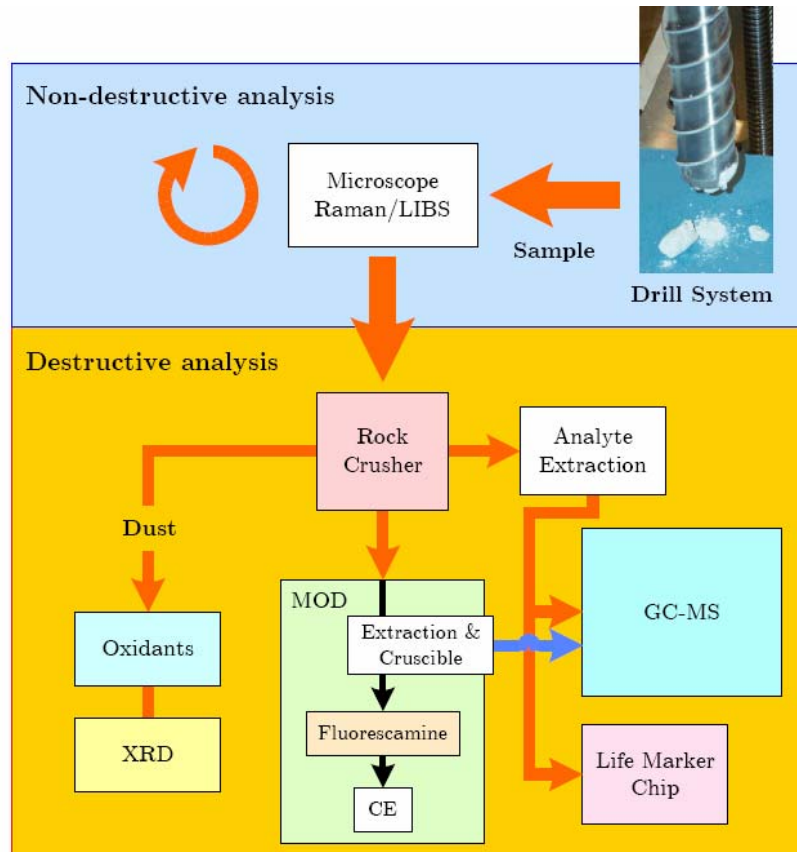 Non-destructive analysis
Microscope
Raman/LIBS
Sample
Drill System
Destructive analysis
Rock
Crusher
Analyte
Extraction
Dust
MOD
GC-MS
Extraction &
Cruscible
Oxidants
Fluorescamine
XRD
Life Marker
Chip
CE